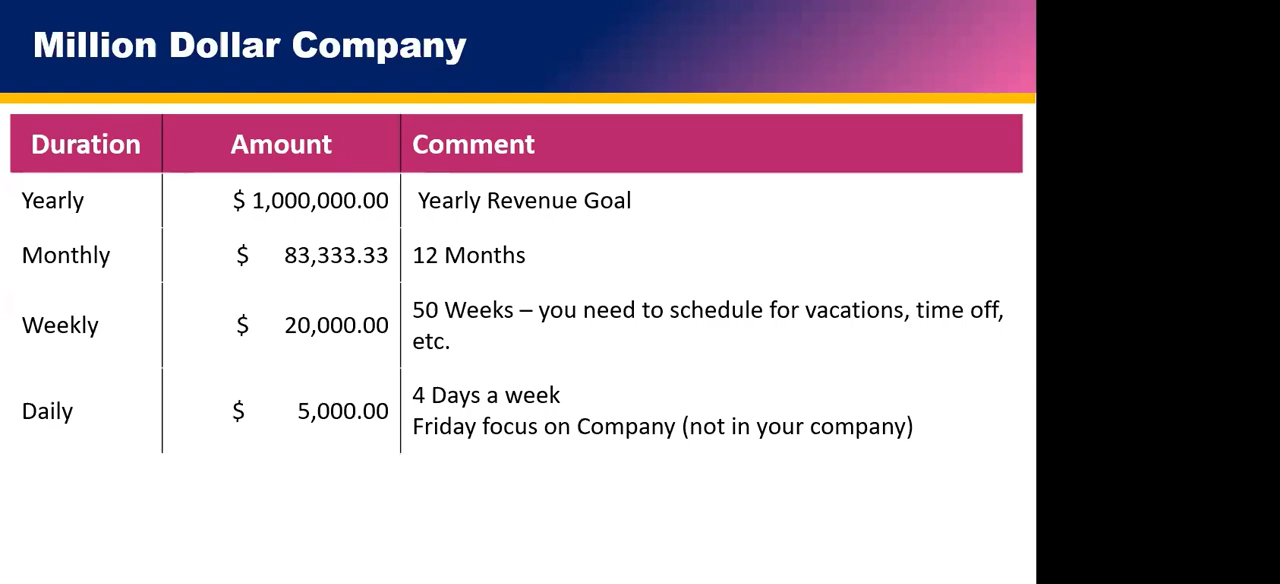 Million Dollar Company
Duration Amount Comment
Yearly $ 1,000,000.00 Yearly Revenue Goal
Monthly $ 83,333.33 12 Months
Weekly $ 20,000.00 50 Weeks – you need to schedule for vacations, time off,
etc.
Daily $ 5,000.00 4 Days a week
Friday focus on Company (not in your company)